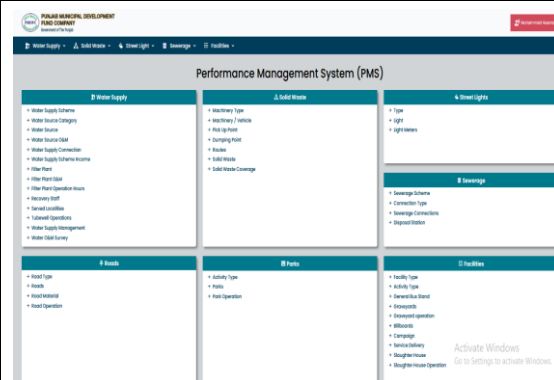 PUNJAB MUNICIPAL DEVELOPMENT
FUND COMPANY
Government of The Punjab
Water Supply
Solid Waste
Street Light
Sewerage
Facilities
Performance Management System (PMS)
Water Supply
+ Water Supply Scheme
+ Water Source Category
+ Water Source
+ Water Source O&M
+ Water Supply Connection
+ Water Supply Scheme Income
+ Filter Plant
+ Filter Plant O&M
+ Filter Plant Operation Hours
+ Recovery Staff
+ Served Localities
+ Tubewell Operations
+ Water Supply Management
+ Water O&M Survey
Solid Waste
+ Machinery Type
+ Machinery / Vehicle
+ Pick Up Point
+ Dumping Point
+ Routes
+ Solid Waste
+ Solid Waste Coverage
Street Lights
+ Type
+ Light
+ Light Meters
Sewerage
+ Sewerage Scheme
+ Connection Type
+ Sewerage Connections
+ Disposal Station
Roads
+ Road Type
+ Roads
+ Road Material
+ Road Operation
Parks
+ Activity Type
+ Parks
+ Park Operation
Facilities
+ Facility Type
+ Activity Type
+ General Bus Stand
+ Graveyards
+ Graveyard operation
+ Billboards
+ Campaign
+ Service Delivery
+ Slaughter House
+ Slaughter House Operation
Activate Windows
Go to Settings to activate Windows.